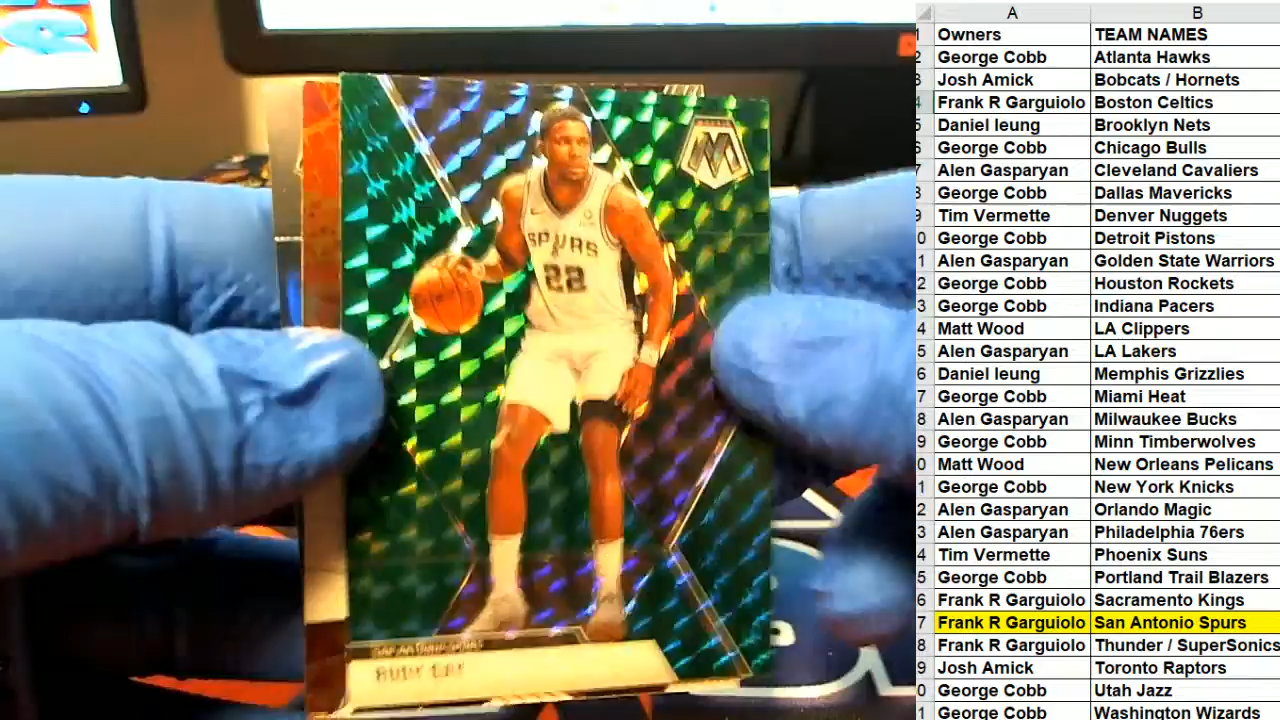 SPURS
22
SAN ANTONIO SPURS
RUDY GAY
A B
Owners TEAM NAMES
2 George Cobb Atlanta Hawks
3 Josh Amick Bobcats / Hornets
4 Frank R Garguiolo Boston Celtics
5 Daniel leung Brooklyn Nets
6 George Cobb Chicago Bulls
7 Alen Gasparyan Cleveland Cavaliers
8 George Cobb Dallas Mavericks
9 Tim Vermette Denver Nuggets
0 George Cobb Detroit Pistons
1 Alen Gasparyan Golden State Warriors
2 George Cobb Houston Rockets
3 George Cobb Indiana Pacers
4 Matt Wood LA Clippers
5 Alen Gasparyan LA Lakers
6 Daniel leung Memphis Grizzlies
7 George Cobb Miami Heat
8 Alen Gasparyan Milwaukee Bucks
9 George Cobb Minn Timberwolves
0 Matt Wood New Orleans Pelicans
1 George Cobb New York Knicks
2 Alen Gasparyan Orlando Magic
3 Alen Gasparyan Philadelphia 76ers
4 Tim Vermette Phoenix Suns
5 George Cobb Portland Trail Blazers
6 Frank R Garguiolo Sacramento Kings
7 Frank R Garguiolo San Antonio Spurs
8 Frank R Garguiolo Thunder / SuperSonics
9 Josh Amick Toronto Raptors
0 George Cobb Utah Jazz
1 George Cobb Washington Wizards